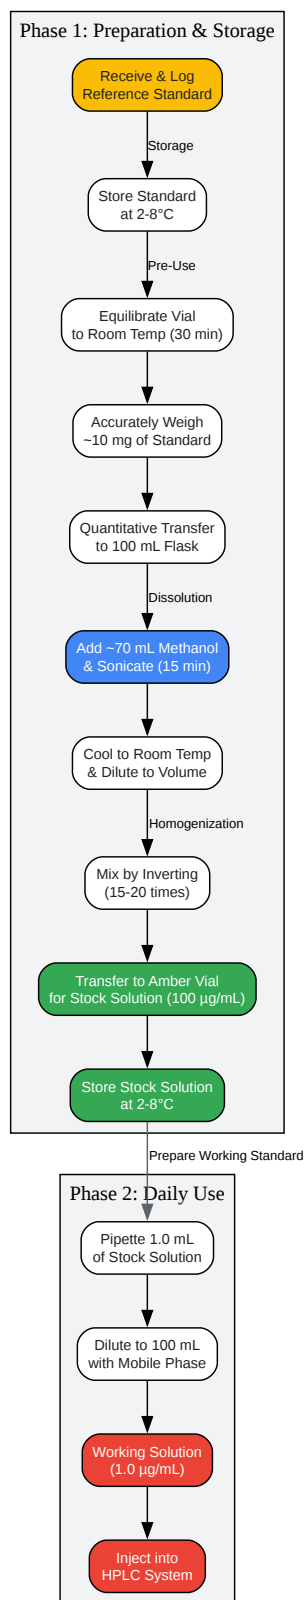 Phase 1: Preparation & Storage
Receive & Log
Reference Standard
Storage
Store Standard
at 2-8°C
Pre-Use
Equilibrate Vial
to Room Temp (30 min)
Accurately Weigh
~10 mg of Standard
Quantitative Transfer
to 100 mL Flask
Dissolution
Add ~70 mL Methanol
& Sonicate (15 min)
Cool to Room Temp
& Dilute to Volume
Homogenization
Mix by Inverting
(15-20 times)
Transfer to Amber Vial
for Stock Solution (100 µg/mL)
Store Stock Solution
at 2-8°C
Prepare Working Standard
Phase 2: Daily Use
Pipette 1.0 mL
of Stock Solution
Dilute to 100 mL
with Mobile Phase
Working Solution
(1.0 µg/mL)
Inject into
HPLC System